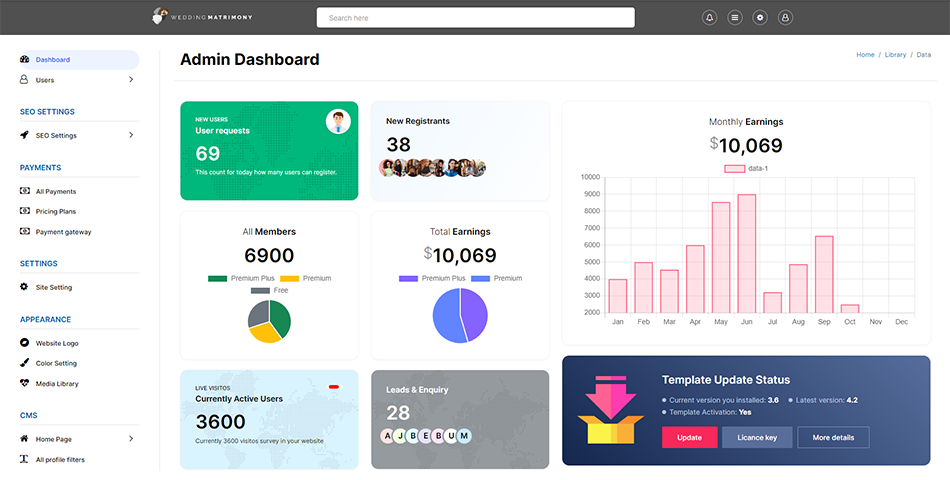 WEDDING MATRIMONY
Search here
Dashboard
Users
SEO SETTINGS
SEO Settings
PAYMENTS
All Payments
Pricing Plans
Payment gateway
SETTINGS
Site Setting
APPEARANCE
Website Logo
Color Setting
Media Library
CMS
Home Page
All profile filters
Admin Dashboard
Home / Library / Data
NEW USERS
User requests
69
This count for today how many users can register.
New Registrants
38
All Members
6900
Premium Plus Premium
Free
Total Earnings
$10,069
Premium Plus Premium
LIVE VISITOS
Currently Active Users
3600
Currently 3600 visitos survey in your website
Leads & Enquiry
28
A J B E B U M
Monthly Earnings
$10,069
data-1
10000
9000
8000
7000
6000
5000
4000
3000
2000
Jan Feb Mar Apr May Jun Jul Aug Sep Oct Nov Dec
Template Update Status
Current version you installed: 3.6 Latest version: 4.2
Template Activation: Yes
Update Licance key More details